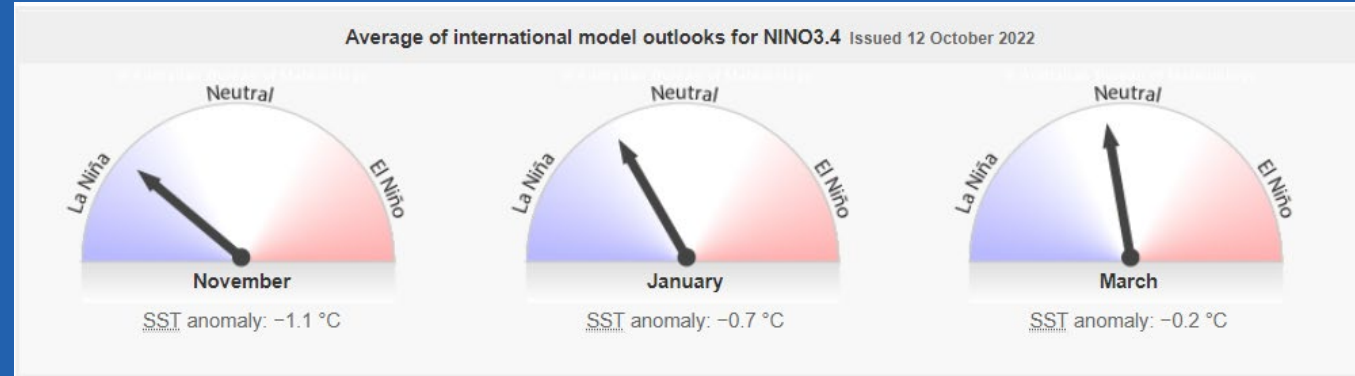 Average of international model outlooks for NINO3.4 Issued 12 October 2022
Neutral
La Niña
El Niño
November
SST anomaly: −1.1 °C
Neutral
La Niña
El Niño
January
SST anomaly: −0.7 °C
Neutral
La Niña
El Niño
March
SST anomaly: −0.2 °C